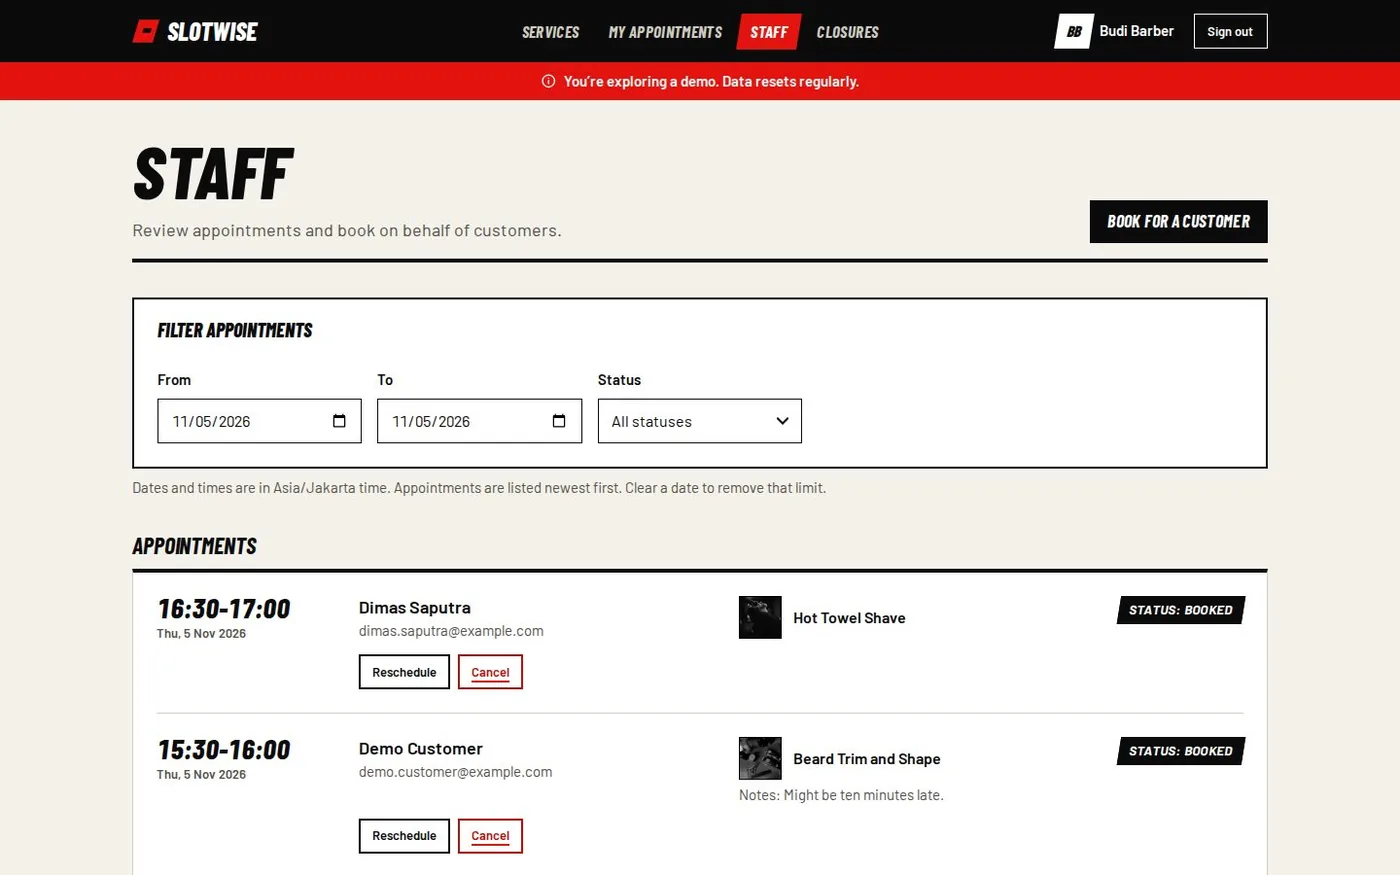 SLOTWISE
SERVICES
MY APPOINTMENTS
STAFF
CLOSURES
BB
Budi Barber
Sign out
You're exploring a demo. Data resets regularly.
STAFF
Review appointments and book on behalf of customers.
BOOK FOR A CUSTOMER
FILTER APPOINTMENTS
From
To
Status
11/05/2026
11/05/2026
All statuses
Dates and times are in Asia/Jakarta time. Appointments are listed newest first. Clear a date to remove that limit.
APPOINTMENTS
16:30-17:00
Thu, 5 Nov 2026
Dimas Saputra
dimas.saputra@example.com
Reschedule
Cancel
Hot Towel Shave
STATUS: BOOKED
15:30-16:00
Thu, 5 Nov 2026
Demo Customer
demo.customer@example.com
Reschedule
Cancel
Beard Trim and Shape
Notes: Might be ten minutes late.
STATUS: BOOKED